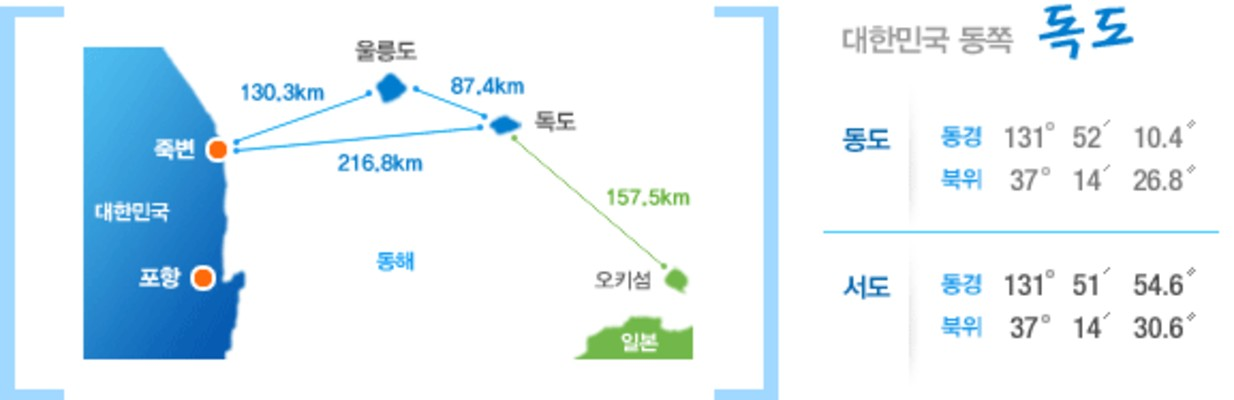 울릉도
130.3km
87.4km
독도
죽변
216.8km
대한민국
157.5km
동해
포항
오키섬
일본
대한민국 동쪽 독도
동도
동경 131° 52′ 10.4″
북위 37° 14′ 26.8″
서도
동경 131° 51′ 54.6″
북위 37° 14′ 30.6″